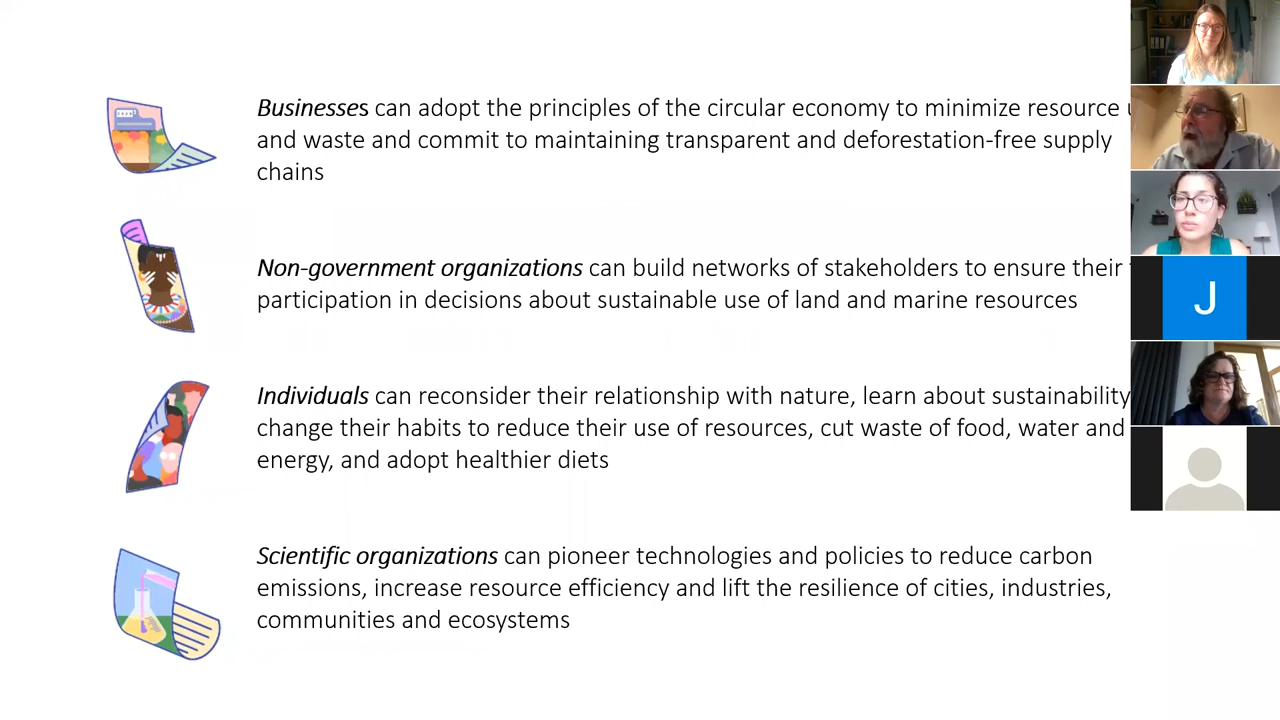 Businesses can adopt the principles of the circular economy to minimize resource
and waste and commit to maintaining transparent and deforestation-free supply
chains
Non-government organizations can build networks of stakeholders to ensure their
participation in decisions about sustainable use of land and marine resources
Individuals can reconsider their relationship with nature, learn about sustainability
change their habits to reduce their use of resources, cut waste of food, water and
energy, and adopt healthier diets
Scientific organizations can pioneer technologies and policies to reduce carbon
emissions, increase resource efficiency and lift the resilience of cities, industries,
communities and ecosystems
J